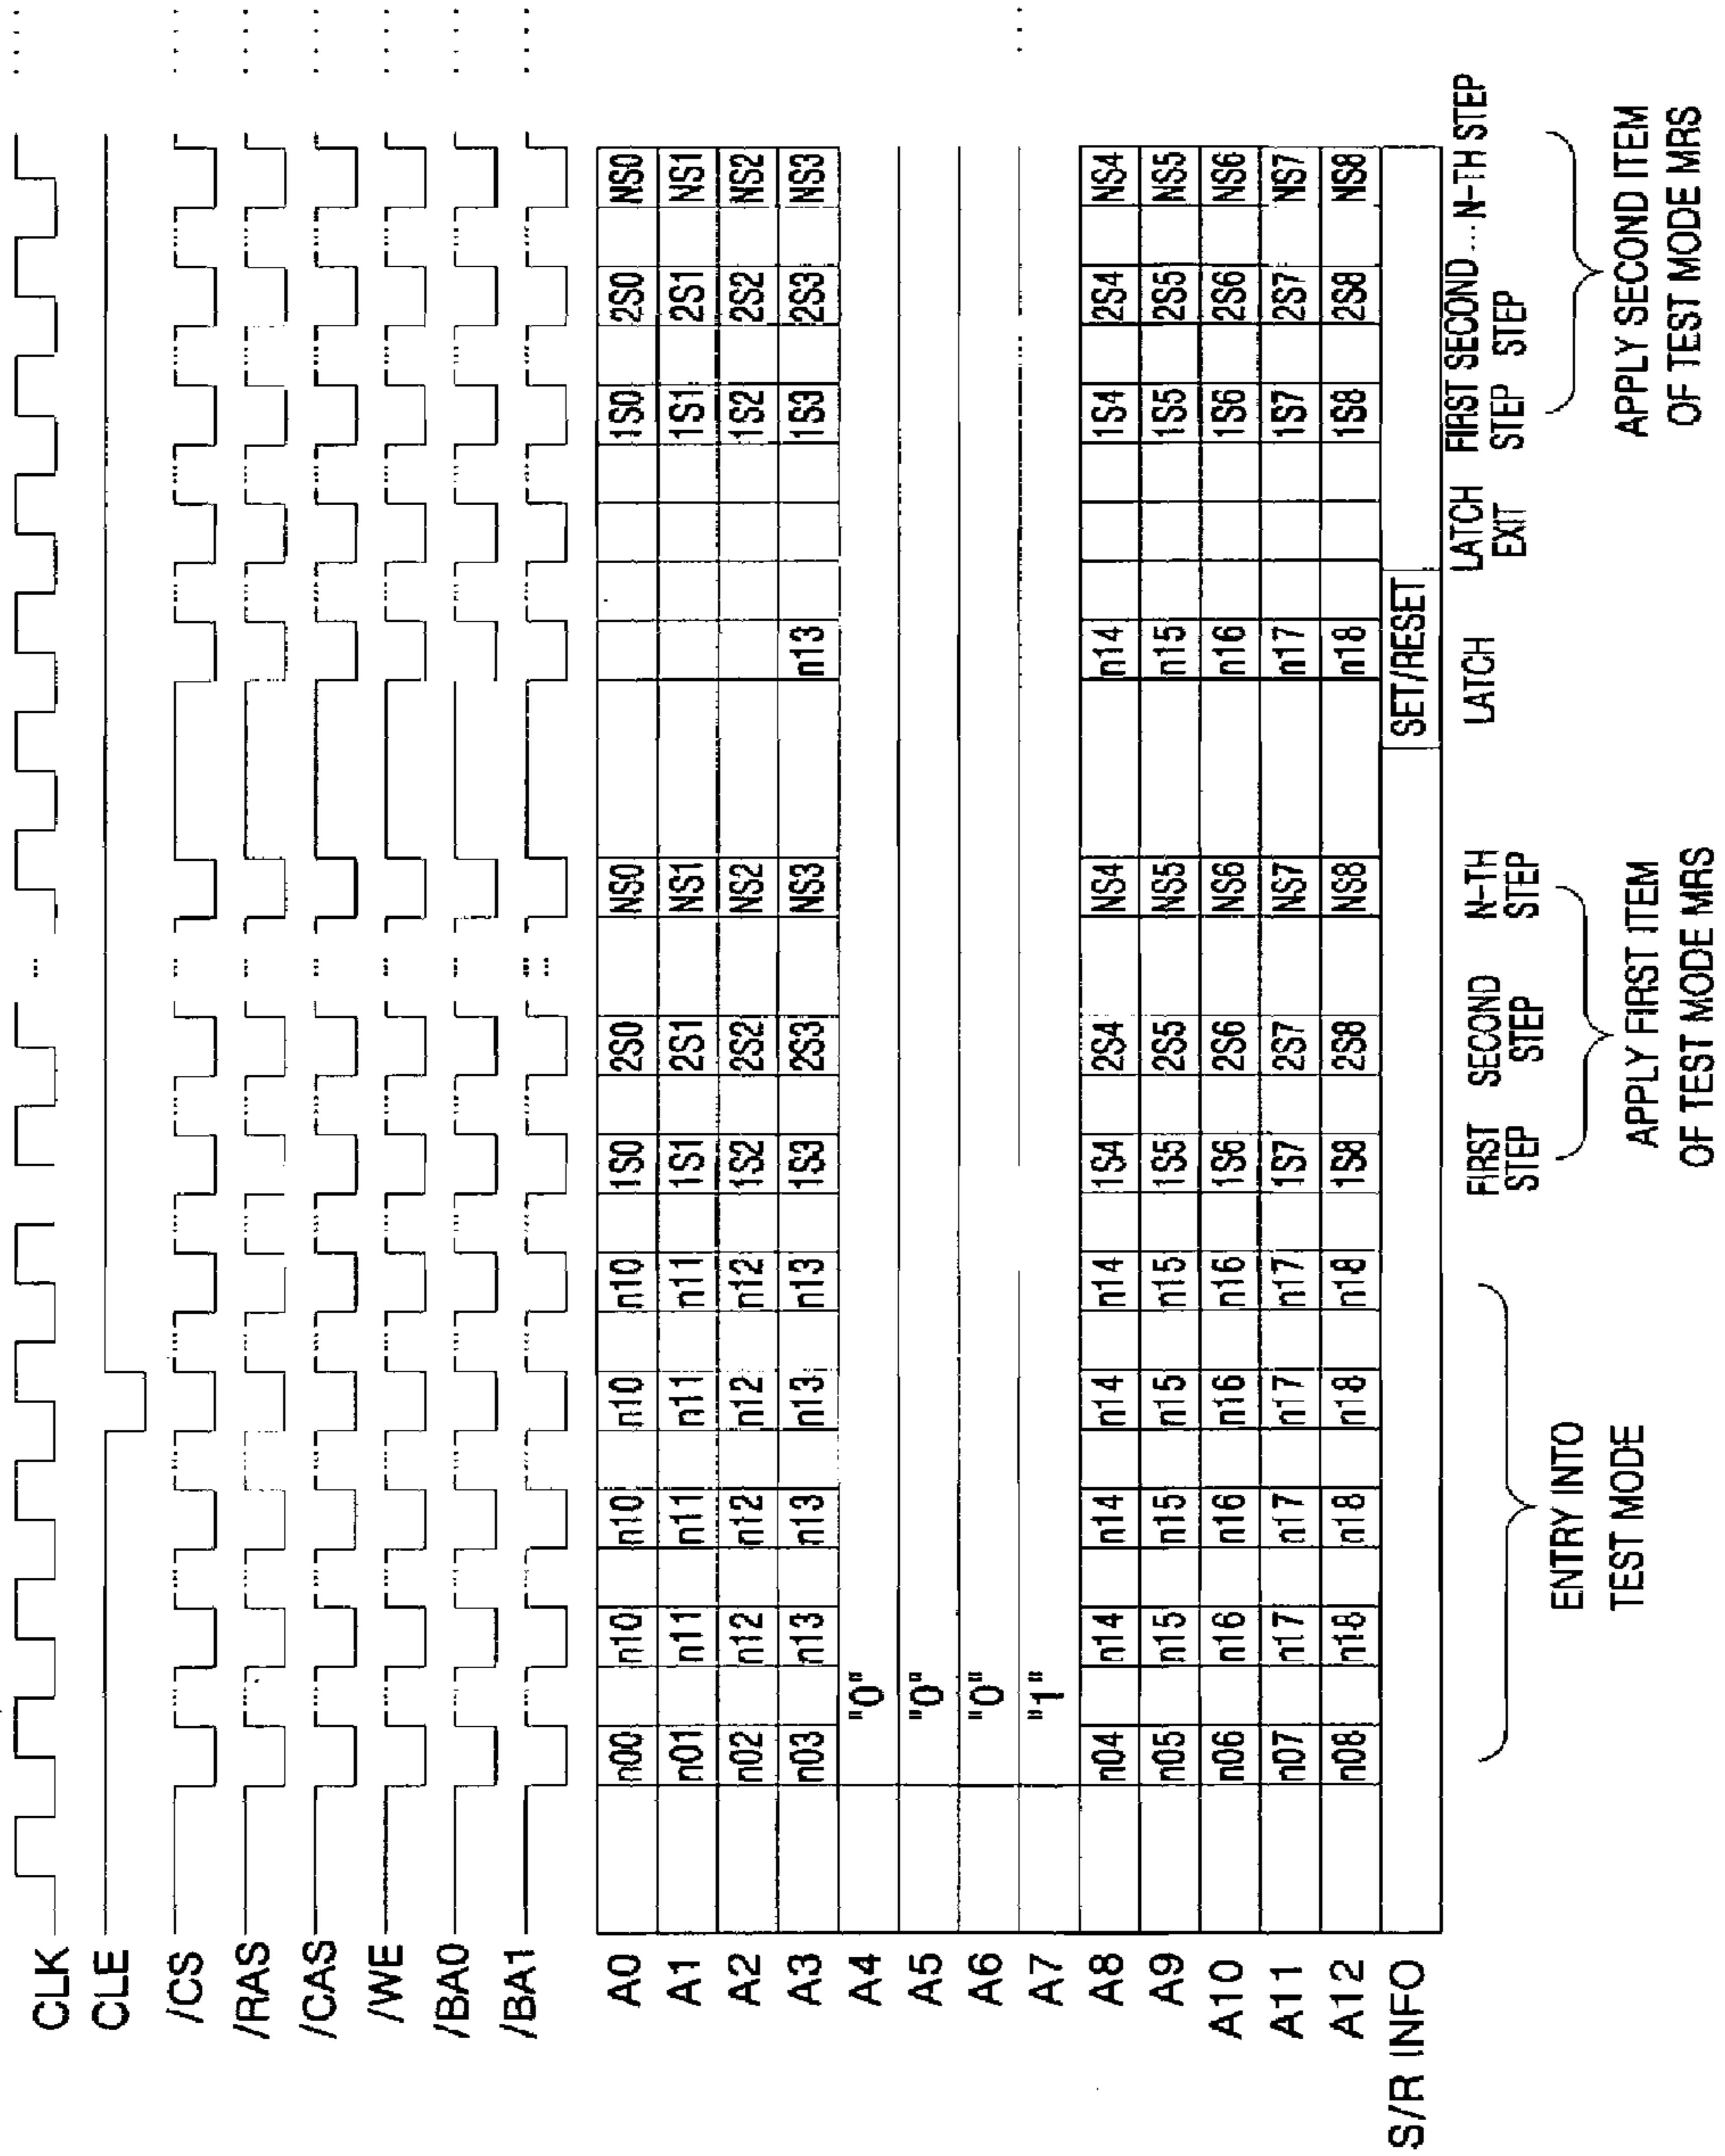 CLK ... ....
CLE
/CS ... ....
/RAS ... ....
/CAS ... ....
/WE ... ....
/BA0 ... ....
/BA1 ... ... ....
A0 n00 n10 n10 n10 n10 1S0 2S0 NS0 1S0 2S0 NS0
A1 n01 n11 n11 n11 n11 1S1 2S1 NS1 1S1 2S1 NS1
A2 n02 n12 n12 n12 n12 1S2 2S2 NS2 1S2 2S2 NS2
A3 n03 n13 n13 n13 n13 1S3 2S3 NS3 n13 1S3 2S3 NS3
A4 "0"
A5 "0"
A6 "0"
A7 "1" ...
A8 n04 n14 n14 n14 n14 1S4 2S4 NS4 n14 1S4 2S4 NS4
A9 n05 n15 n15 n15 n15 1S5 2S5 NS5 n15 1S5 2S5 NS5
A10 n06 n16 n16 n16 n16 1S6 2S6 NS6 n16 1S6 2S6 NS6
A11 n07 n17 n17 n17 n17 1S7 2S7 NS7 n17 1S7 2S7 NS7
A12 n08 n18 n18 n18 n18 1S8 2S8 NS8 n18 1S8 2S8 NS8
S/R INFO SET/RESET
FIRST SECOND N-TH LATCH LATCH FIRST SECOND ... N-TH STEP
STEP STEP STEP EXIT STEP STEP
ENTRY INTO
TEST MODE
APPLY FIRST ITEM
OF TEST MODE MRS
APPLY SECOND ITEM
OF TEST MODE MRS